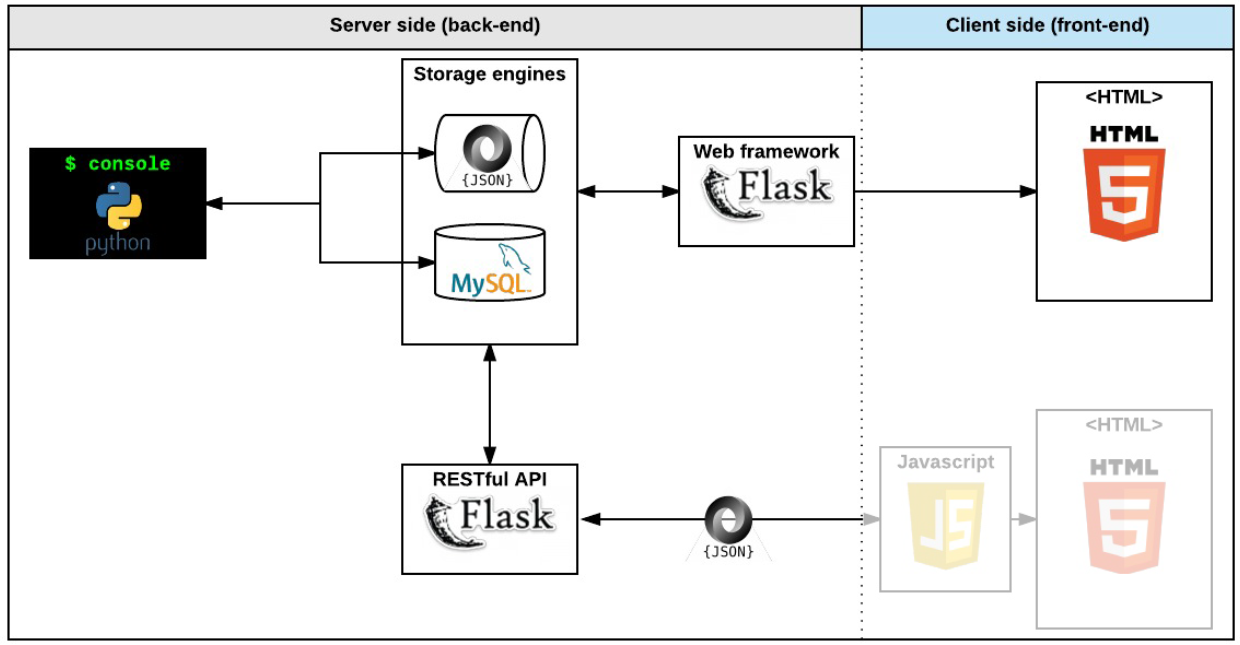 Server side (back-end)
Client side (front-end)
Storage engines
{JSON}
MySQL
$ console
python
Web framework
Flask
<HTML>
HTML
5
RESTful API
Flask
{JSON}
Javascript
JS
<HTML>
HTML
5